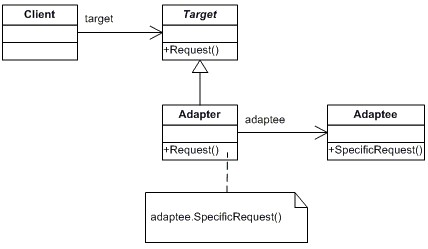 Client
target
Target
+Request()
Adapter
+Request()
adaptee
Adaptee
+SpecificRequest()
adaptee.SpecificRequest()